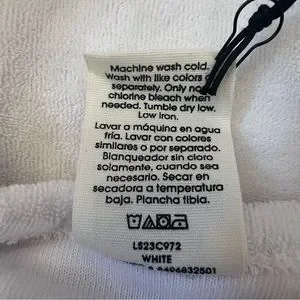 Machine wash cold.
Wash with like colors or
separately. Only non
chlorine bleach when
needed. Tumble dry low.
Low iron.
Lavar a máquina en agua
fría. Lavar con colores
similares o por separado.
Blanqueador sin cloro
solamente, cuando sea
necesario. Secar en
secadora a temperatura
baja. Plancha tibia.
LS23C972
WHITE
8496832501